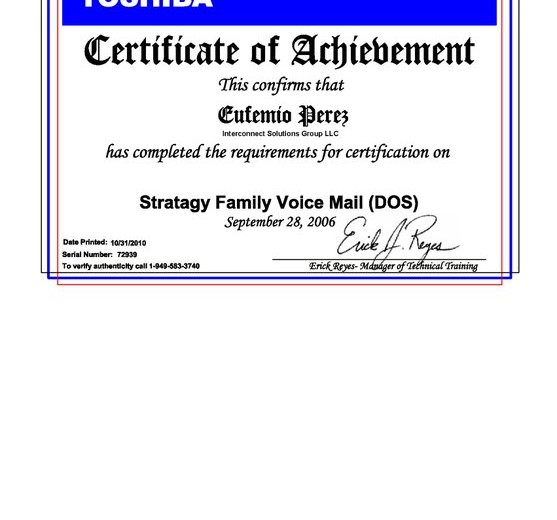 TOSHIBA
Certificate of Achievement
This confirms that
Eufemio Perez
Interconnect Solutions Group LLC
has completed the requirements for certification on
Stratagy Family Voice Mail (DOS)
September 28, 2006
Erick J. Reyes
Date Printed: 10/31/2010
Serial Number: 72939
To verify authenticity call 1-949-583-3740
Erick Reyes- Manager of Technical Training